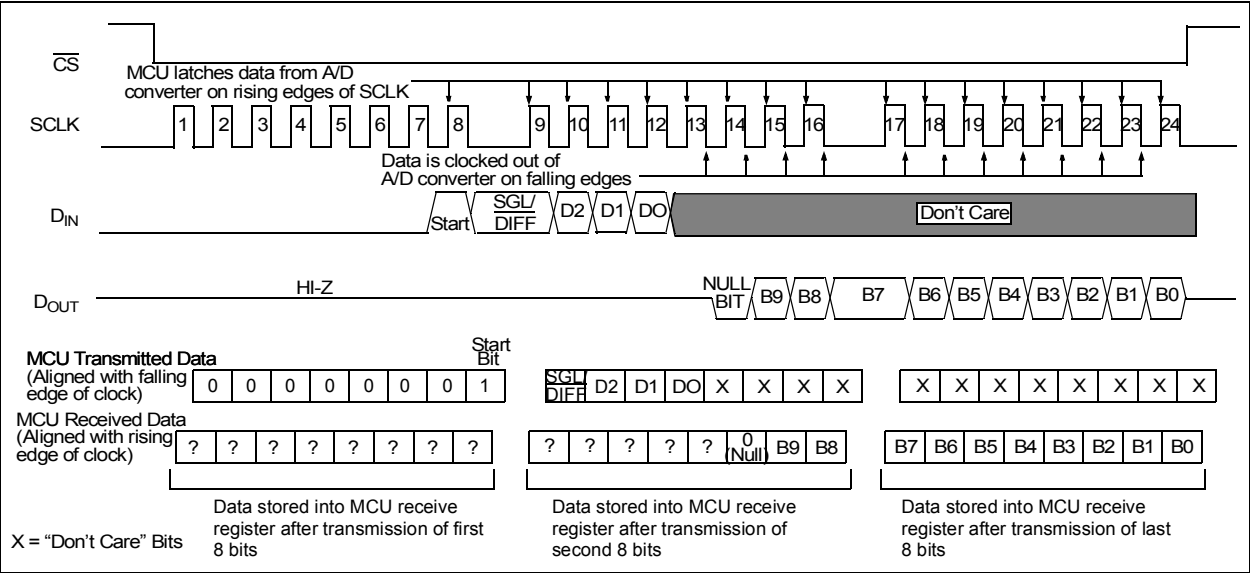 CS
MCU latches data from A/D
converter on rising edges of SCLK
SCLK
1 2 3 4 5 6 7 8 9 10 11 12 13 14 15 16 17 18 19 20 21 22 23 24
Data is clocked out of
A/D converter on falling edges
DIN
Start
SGL/
DIFF
D2 D1 DO
Don't Care
HI-Z
DOUT
NULL
BIT
B9 B8 B7 B6 B5 B4 B3 B2 B1 B0
MCU Transmitted Data
(Aligned with falling
edge of clock)
Start
Bit
0 0 0 0 0 0 0 1
SGL/
DIFF
D2 D1 DO X X X X
X X X X X X X X
MCU Received Data
(Aligned with rising
edge of clock)
? ? ? ? ? ? ? ?
? ? ? ? ? 0
(Null)
B9 B8
B7 B6 B5 B4 B3 B2 B1 B0
Data stored into MCU receive
register after transmission of first
8 bits
Data stored into MCU receive
register after transmission of
second 8 bits
Data stored into MCU receive
register after transmission of last
8 bits
X = “Don’t Care” Bits